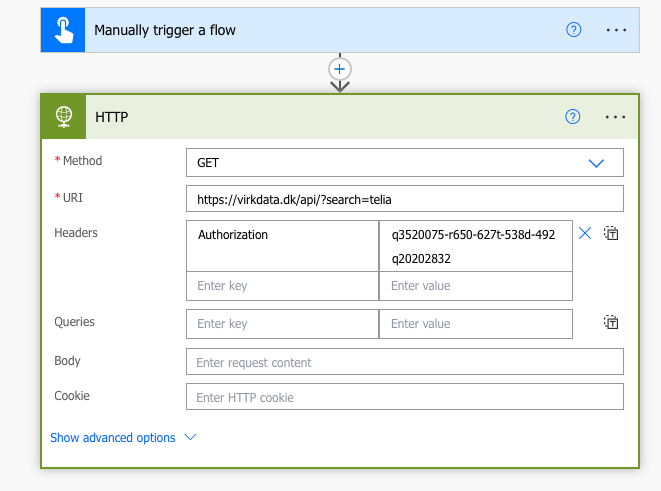 Manually trigger a flow
HTTP
* Method
GET
* URI
https://virkdata.dk/api/?search=telia
Headers
Authorization
q3520075-r650-627t-538d-492
q20202832
Enter key
Enter value
Queries
Enter key
Enter value
Body
Enter request content
Cookie
Enter HTTP cookie
Show advanced options